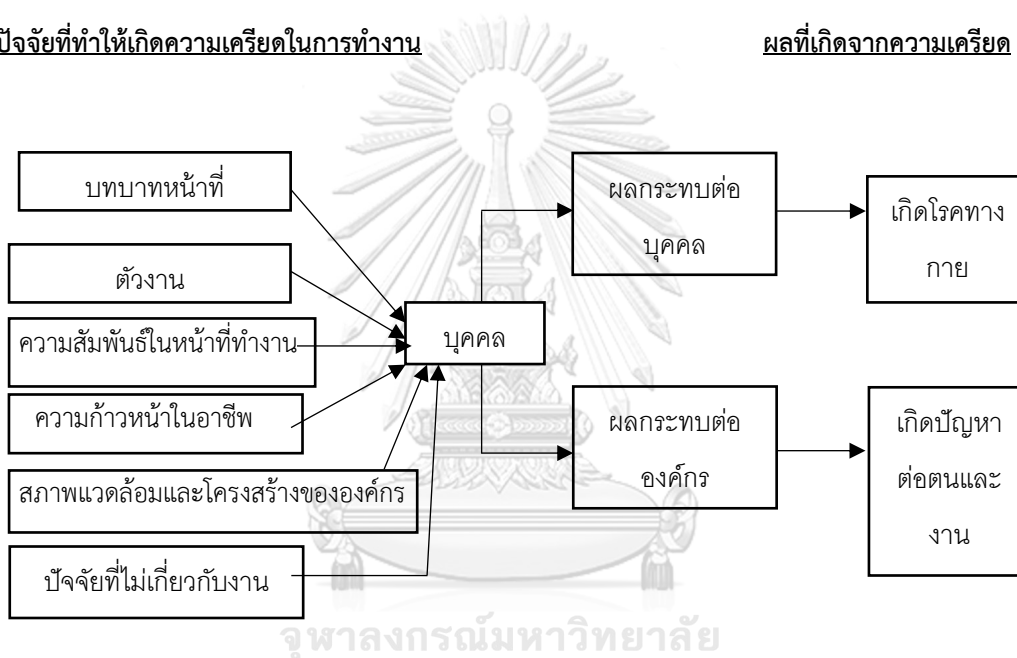 ปัจจัยที่ทำให้เกิดความเครียดในการทำงาน
ผลที่เกิดจากความเครียด
บทบาทหน้าที่
ตัวงาน
ความสัมพันธ์ในหน้าที่ทำงาน
ความก้าวหน้าในอาชีพ
สภาพแวดล้อมและโครงสร้างขององค์กร
ปัจจัยที่ไม่เกี่ยวกับงาน
บุคคล
ผลกระทบต่อ
บุคคล
เกิดโรคทาง
กาย
ผลกระทบต่อ
องค์กร
เกิดปัญหา
ต่อตนและ
งาน
จุฬาลงกรณ์มหาวิทยาลัย